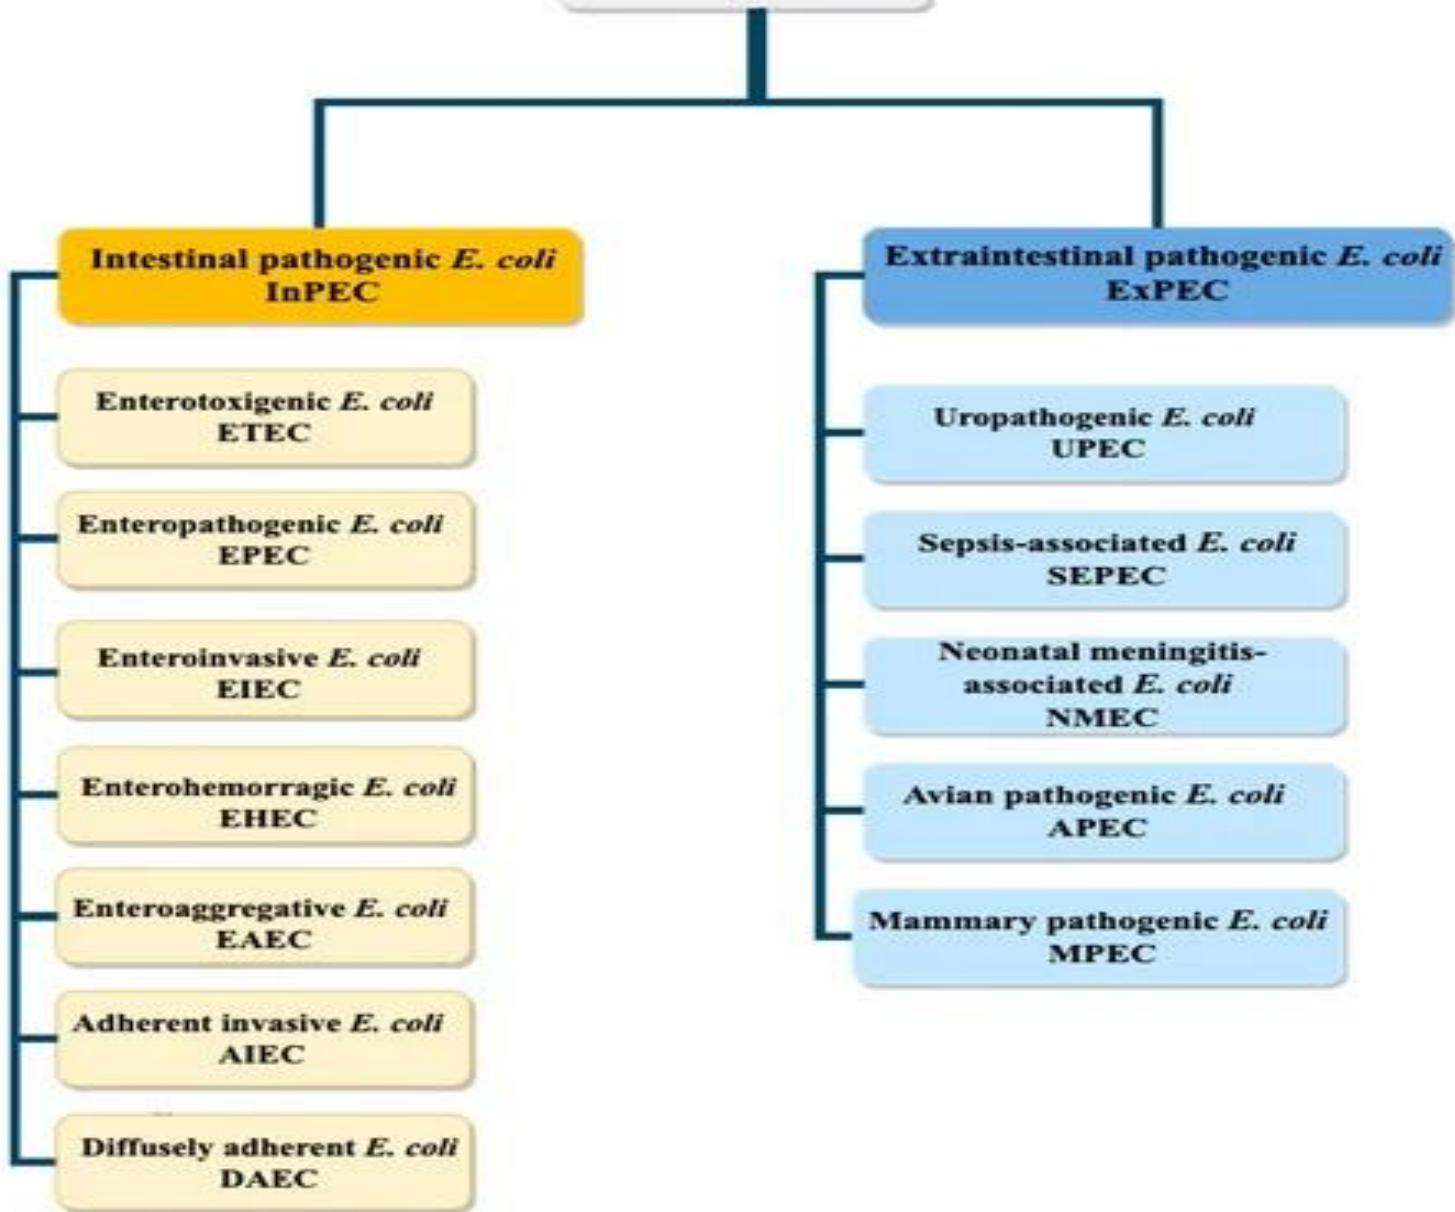 Intestinal pathogenic E. coli
InPEC
Enterotoxigenic E. coli
ETEC
Enteropathogenic E. coli
EPEC
Enteroinvasive E. coli
EIEC
Enterohemorragic E. coli
EHEC
Enteroaggregative E. coli
EAEC
Adherent invasive E. coli
AIEC
Diffusely adherent E. coli
DAEC
Extraintestinal pathogenic E. coli
ExPEC
Uropathogenic E. coli
UPEC
Sepsis-associated E. coli
SEPEC
Neonatal meningitis-
associated E. coli
NMEC
Avian pathogenic E. coli
APEC
Mammary pathogenic E. coli
MPEC